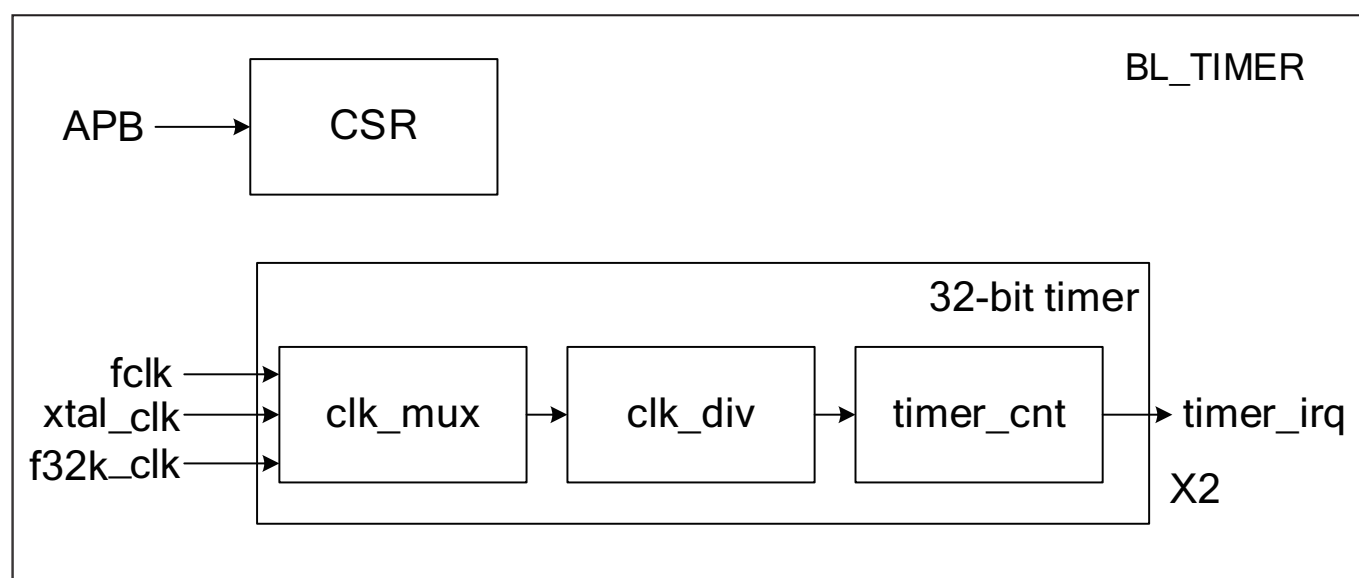 BL_TIMER
APB
CSR
32-bit timer
fclk
xtal_clk
f32k_clk
clk_mux
clk_div
timer_cnt
timer_irq
X2